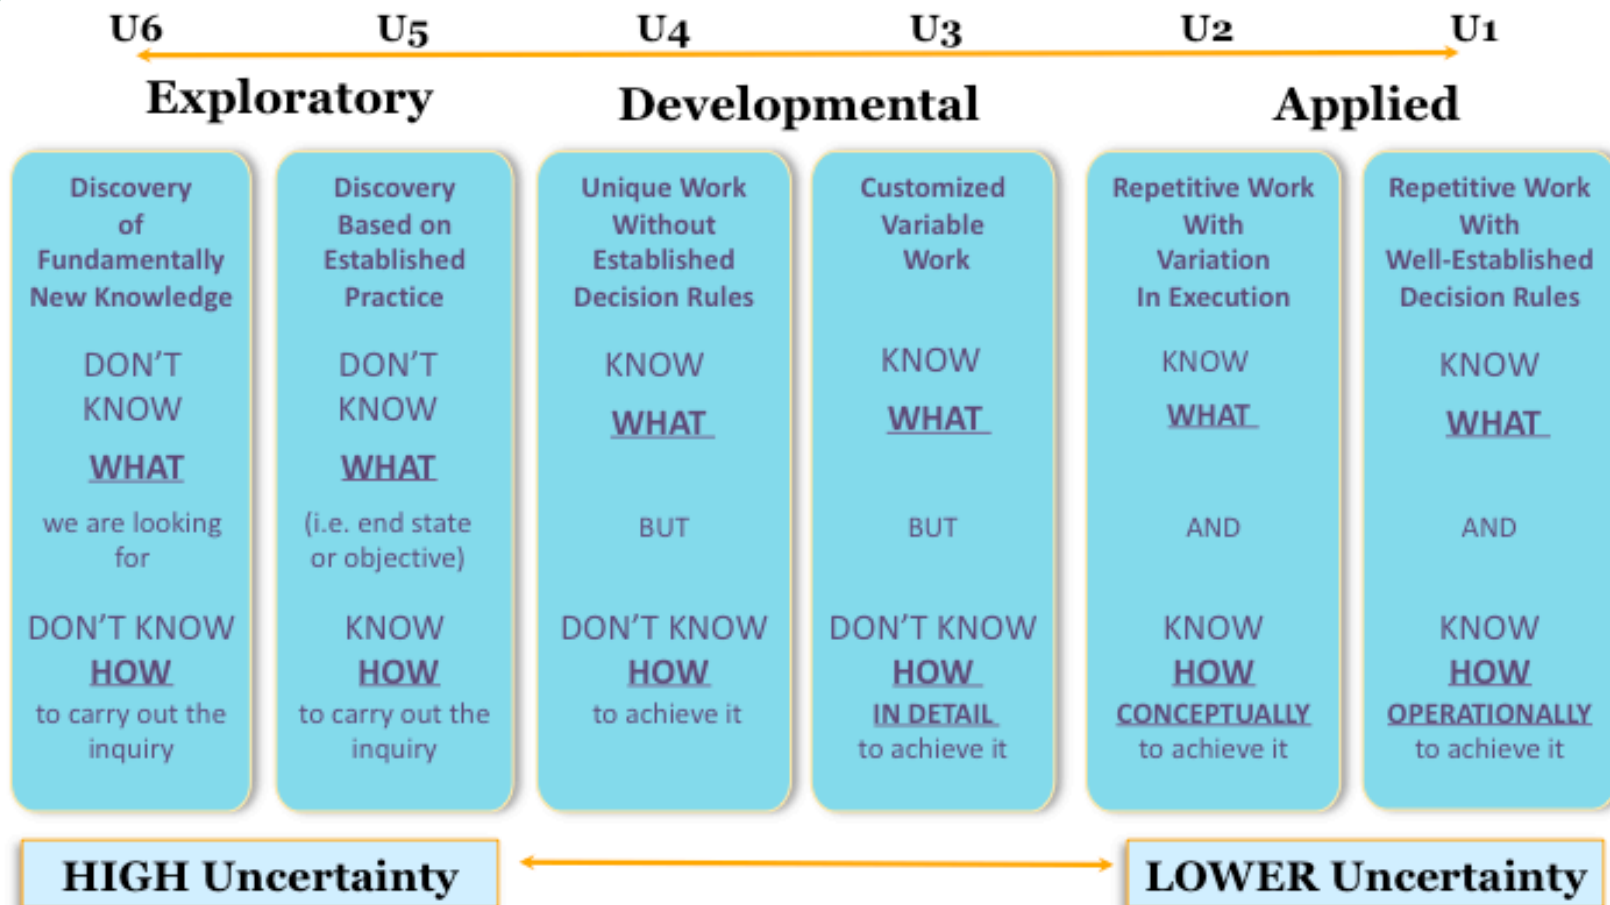 U6
U5
U4
U3
U2
U1
Exploratory
Developmental
Applied
Discovery
of
Fundamentally
New Knowledge
DON'T
KNOW
WHAT
we are looking
for
DON'T KNOW
HOW
to carry out the
inquiry
Discovery
Based on
Established
Practice
DON'T
KNOW
WHAT
(i.e. end state
or objective)
KNOW
HOW
to carry out the
inquiry
Unique Work
Without
Established
Decision Rules
KNOW
WHAT
BUT
DON'T KNOW
HOW
to achieve it
Customized
Variable
Work
KNOW
WHAT
BUT
DON'T KNOW
HOW
IN DETAIL
to achieve it
Repetitive Work
With
Variation
In Execution
KNOW
WHAT
AND
KNOW
HOW
CONCEPTUALLY
to achieve it
Repetitive Work
With
Well-Established
Decision Rules
KNOW
WHAT
AND
KNOW
HOW
OPERATIONALLY
to achieve it
HIGH Uncertainty
LOWER Uncertainty